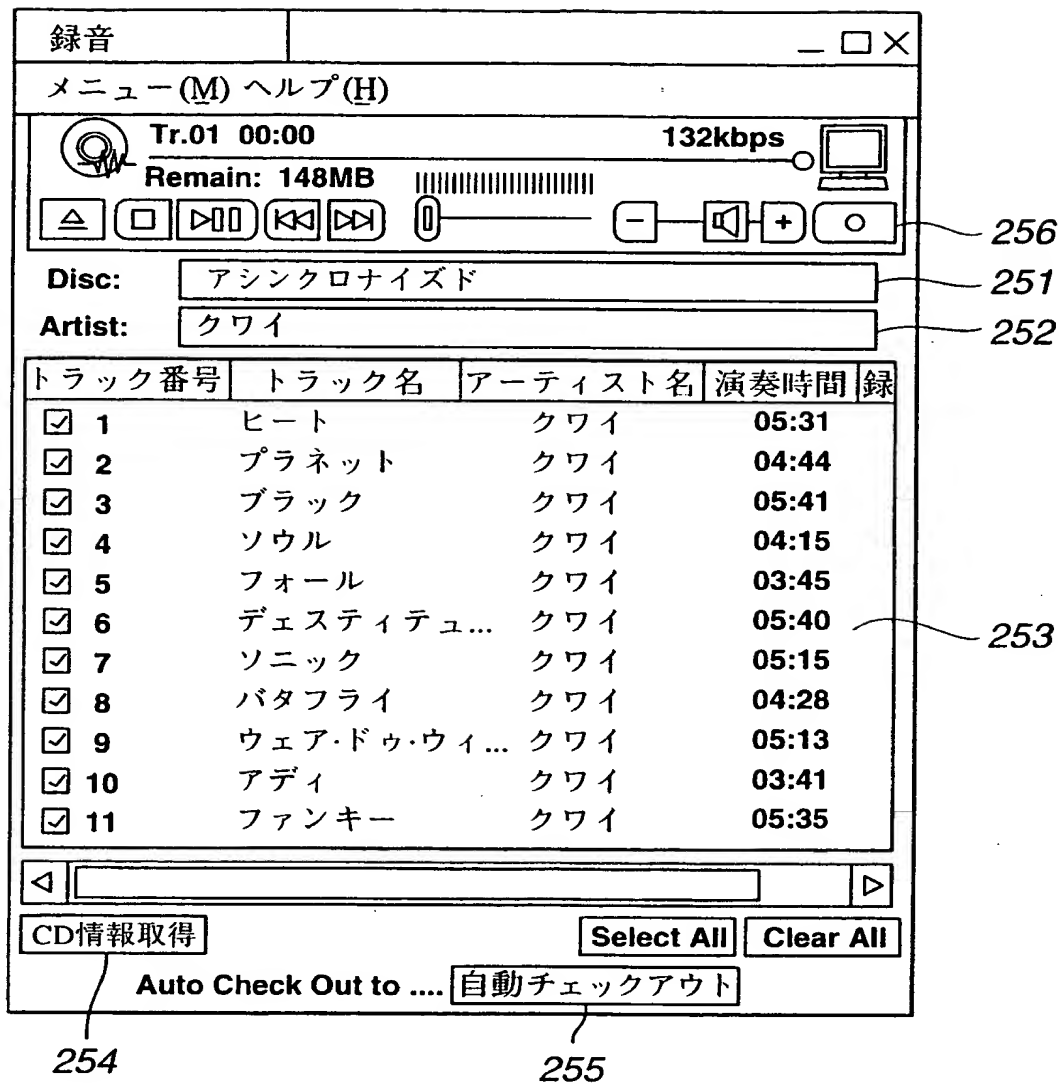 録音
メニュー(M) ヘルプ(H)
Tr.01 00:00 132kbps
Remain: 148MB
256
Disc: アシンクロナイズド 251
Artist: クワイ 252
トラック番号 トラック名 アーティスト名 演奏時間 録
1 ヒート クワイ 05:31
2 プラネット クワイ 04:44
3 ブラック クワイ 05:41
4 ソウル クワイ 04:15
5 フォール クワイ 03:45
6 デェスティテュ... クワイ 05:40
253
7 ソニック クワイ 05:15
8 バタフライ クワイ 04:28
9 ウェア·ドゥ·ウィ... クワイ 05:13
10 アディ クワイ 03:41
11 ファンキー クワイ 05:35
CD情報取得 Select All Clear All
Auto Check Out to .... 自動チェックアウト
254 255